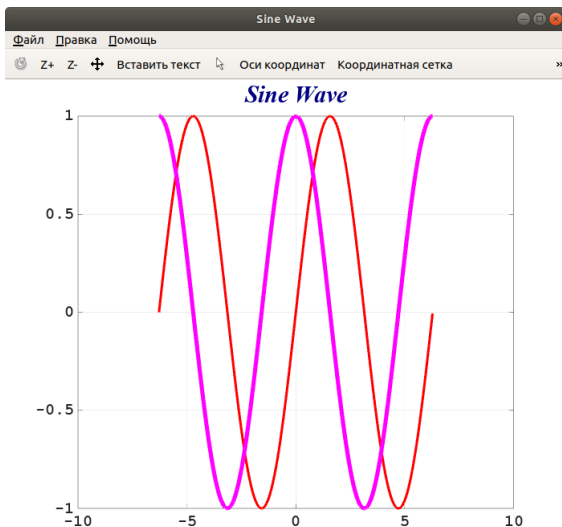 Sine Wave
Файл Правка Помощь
Z+ Z- Вставить текст Оси координат Координатная сетка »
Sine Wave
1
0.5
0
-0.5
-1
-10 -5 0 5 10